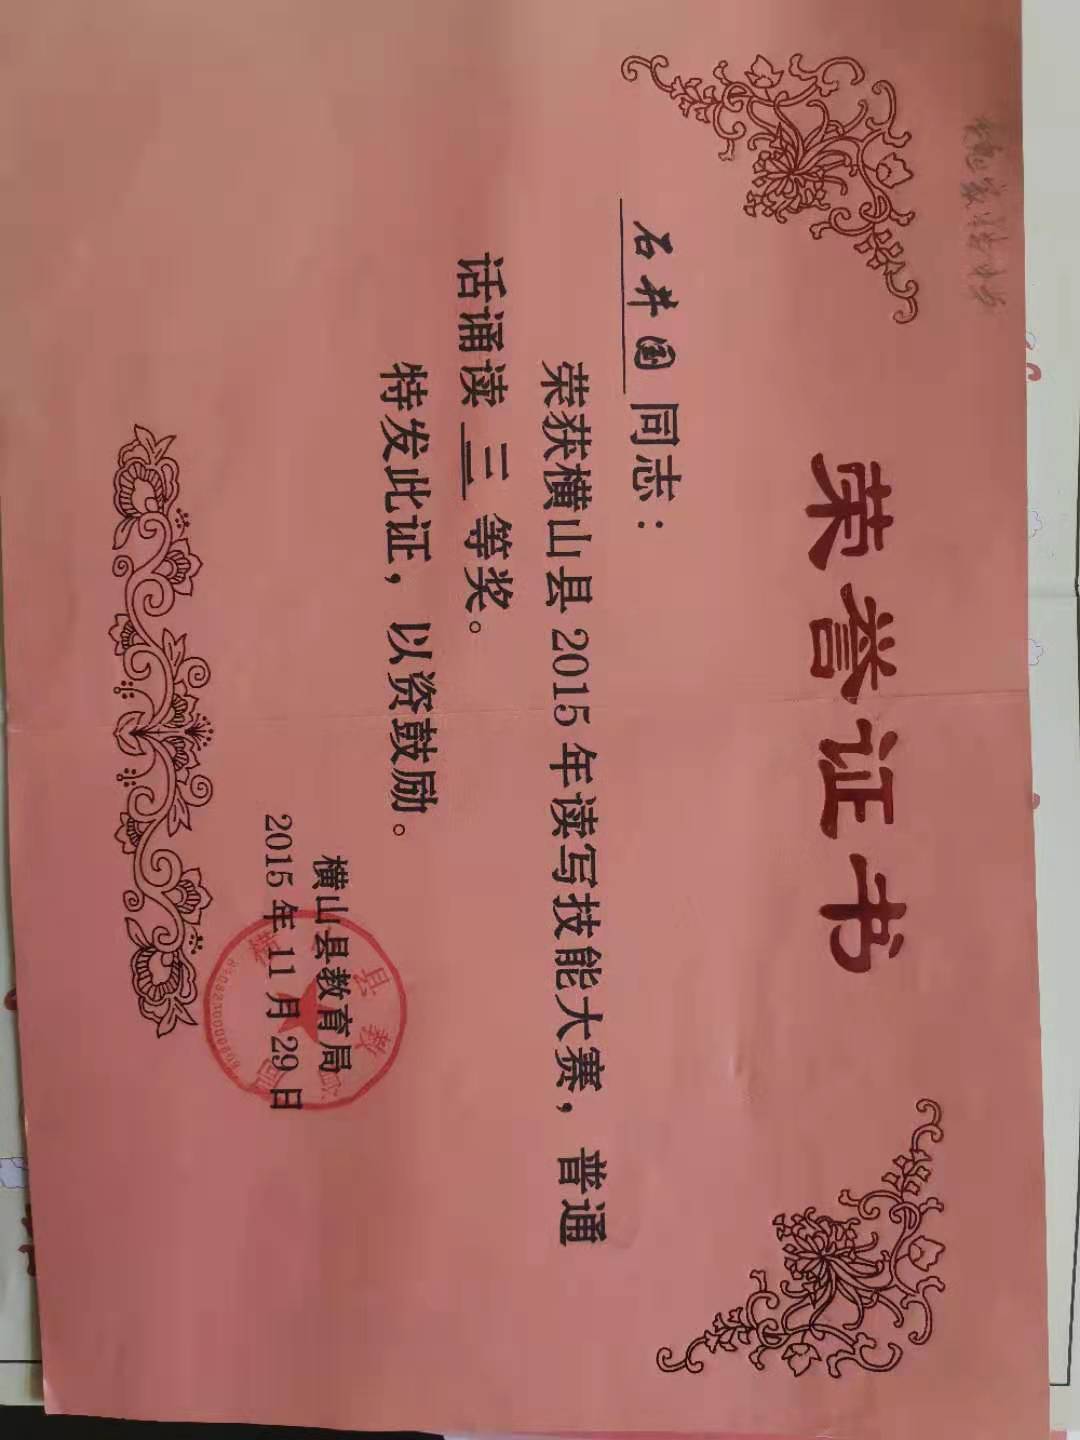 荣誉证书
石井国 同志：
荣获横山县2015年读写技能大赛，普通
话诵读 三 等奖。
特发此证，以资鼓励。
横山县教育局
2015年11月29日